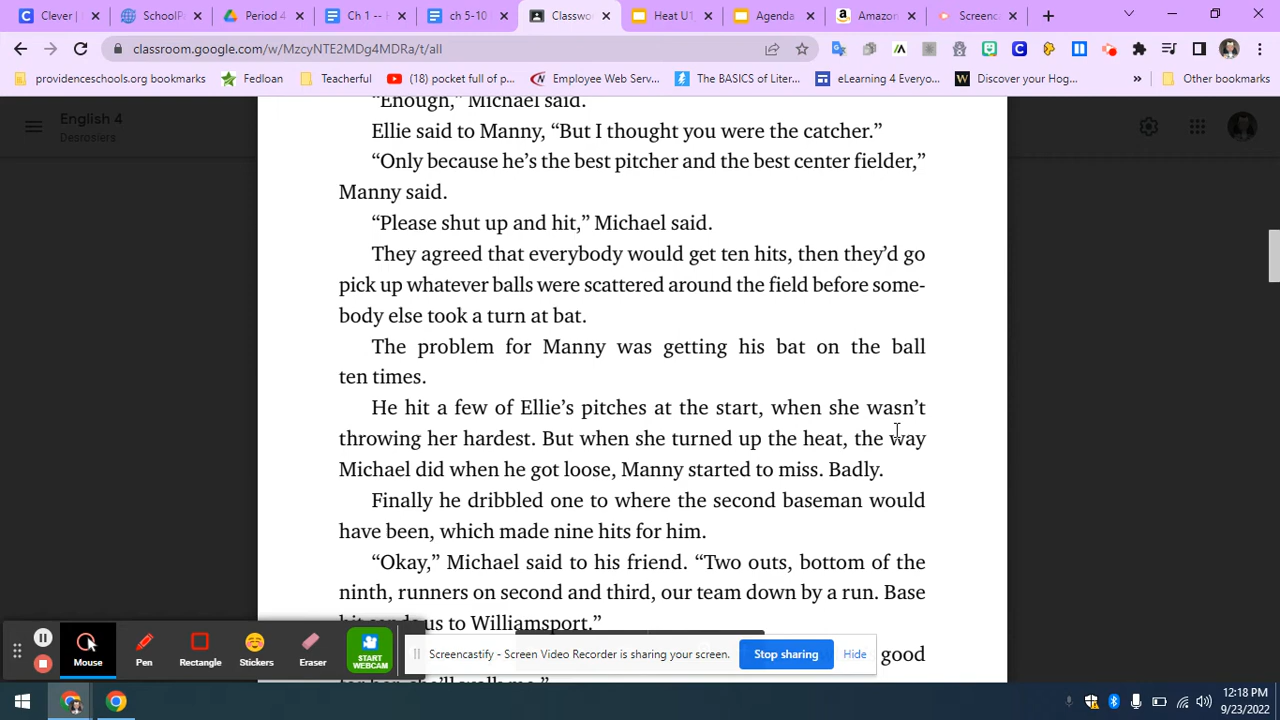 Clever
SchoolP
Period 4
Ch 1 --
ch 5-10
Classwor
Heat U1
Agenda
Amazon
Screenca
classroom.google.com/w/MzcyNTE2MDg4MDRa/t/all
providenceschools.org bookmarks
Fedloan
Teacherful
(18) pocket full of p...
Employee Web Serv...
The BASICS of Liter...
eLearning 4 Everyo...
Discover your Hog...
»
Other bookmarks
English 4
Desrosiers
“Enough,” Michael said.
Ellie said to Manny, “But I thought you were the catcher.”
“Only because he’s the best pitcher and the best center fielder,”
Manny said.
“Please shut up and hit,” Michael said.
They agreed that everybody would get ten hits, then they’d go
pick up whatever balls were scattered around the field before some-
body else took a turn at bat.
The problem for Manny was getting his bat on the ball
ten times.
He hit a few of Ellie’s pitches at the start, when she wasn’t
throwing her hardest. But when she turned up the heat, the way
Michael did when he got loose, Manny started to miss. Badly.
Finally he dribbled one to where the second baseman would
have been, which made nine hits for him.
“Okay,” Michael said to his friend. “Two outs, bottom of the
ninth, runners on second and third, our team down by a run. Base
us to Williamsport.”
good
Mouse
Pen
Rectangle
Stickers
Eraser
START
WEBCAM
Screencastify - Screen Video Recorder is sharing your screen.
Stop sharing
Hide
12:18 PM
9/23/2022